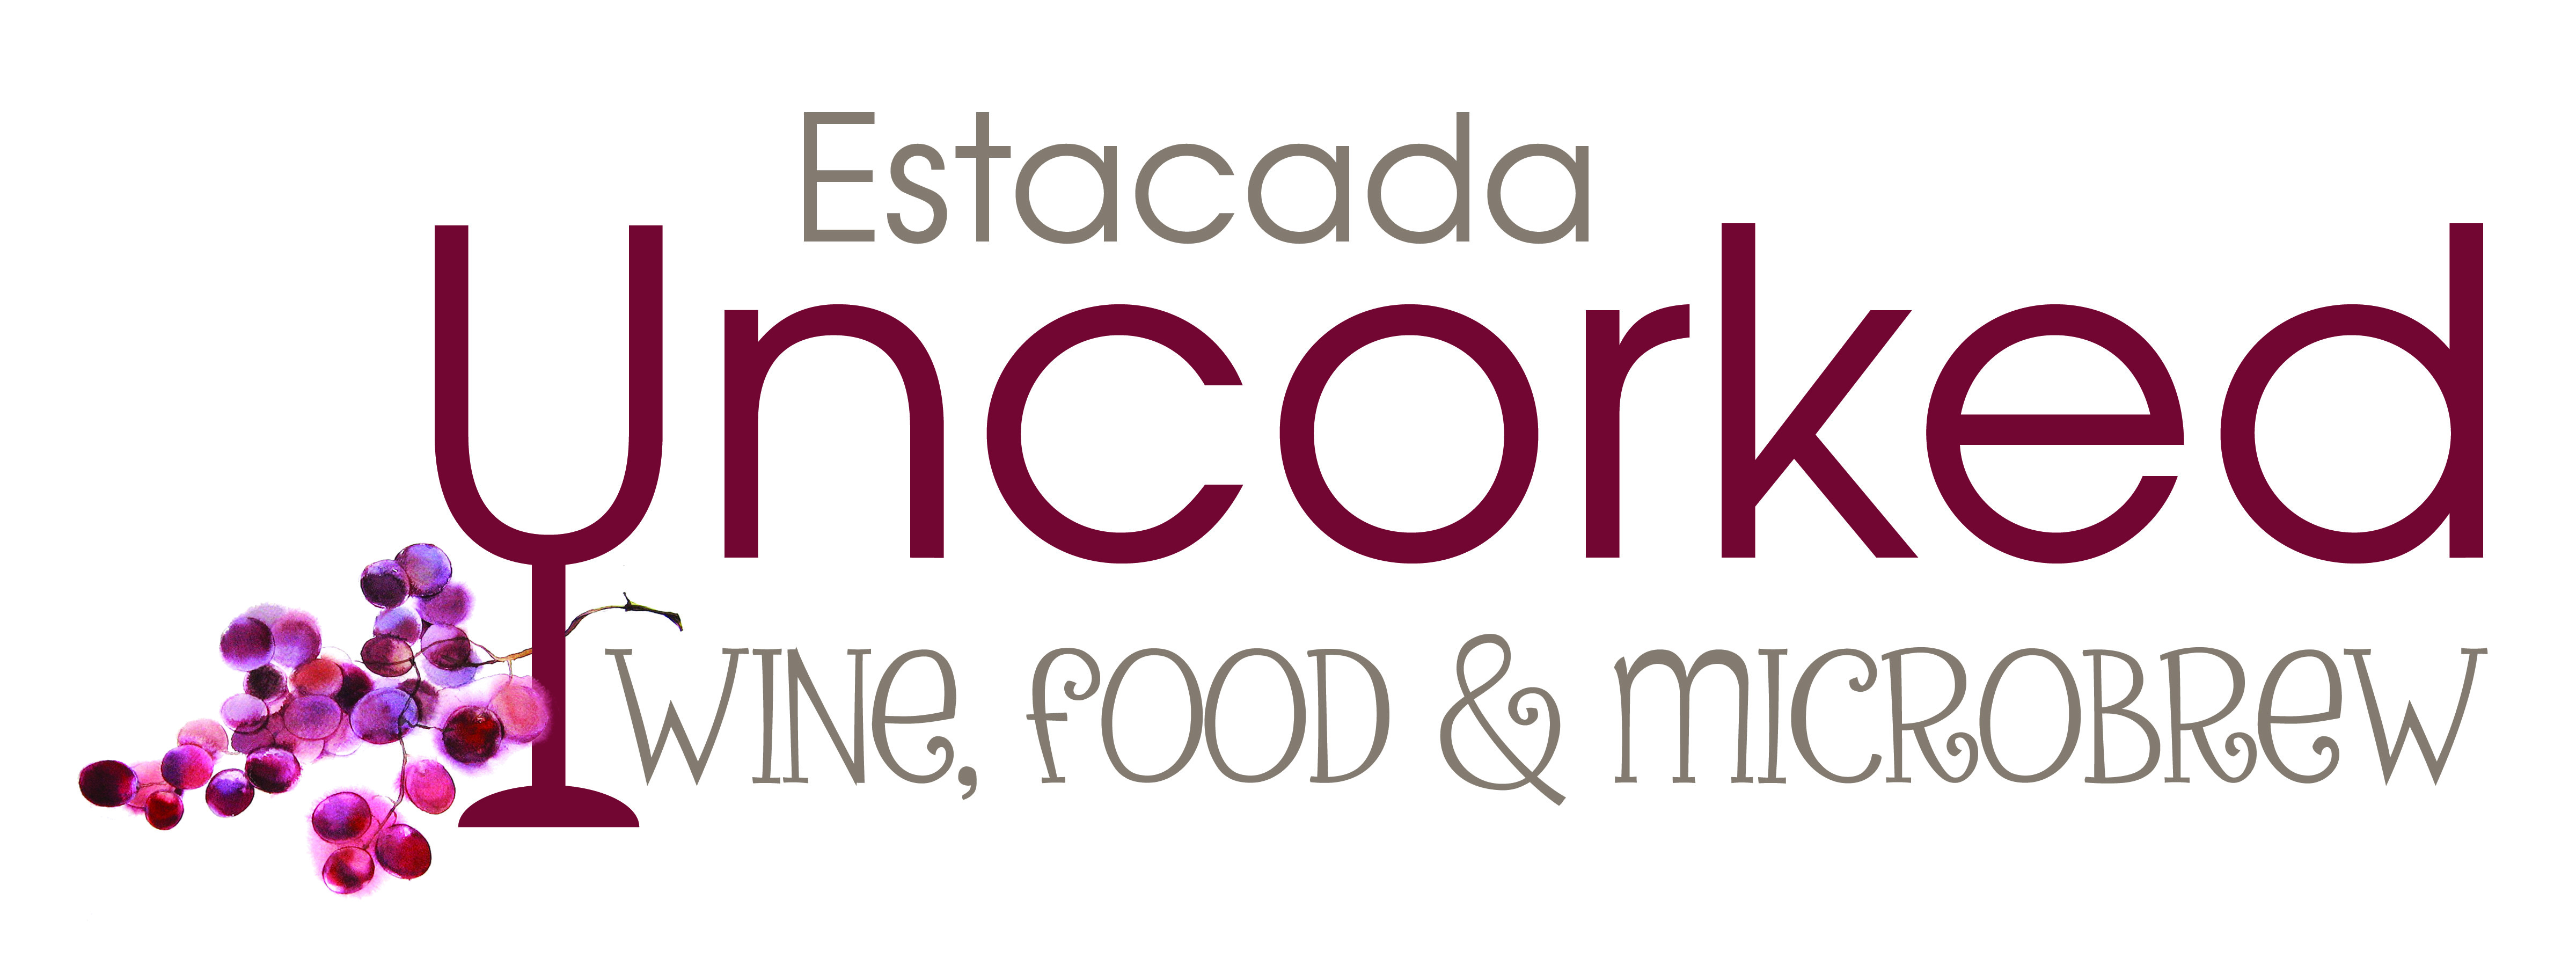 Estacada
Uncorked
WINE, FOOD & MICROBREW